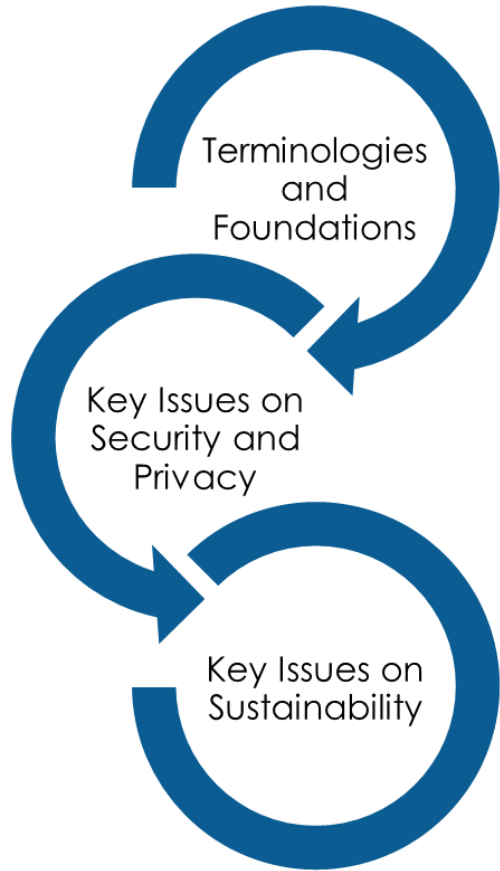 Terminologies
and
Foundations
Key Issues on
Security and
Privacy
Key Issues on
Sustainability